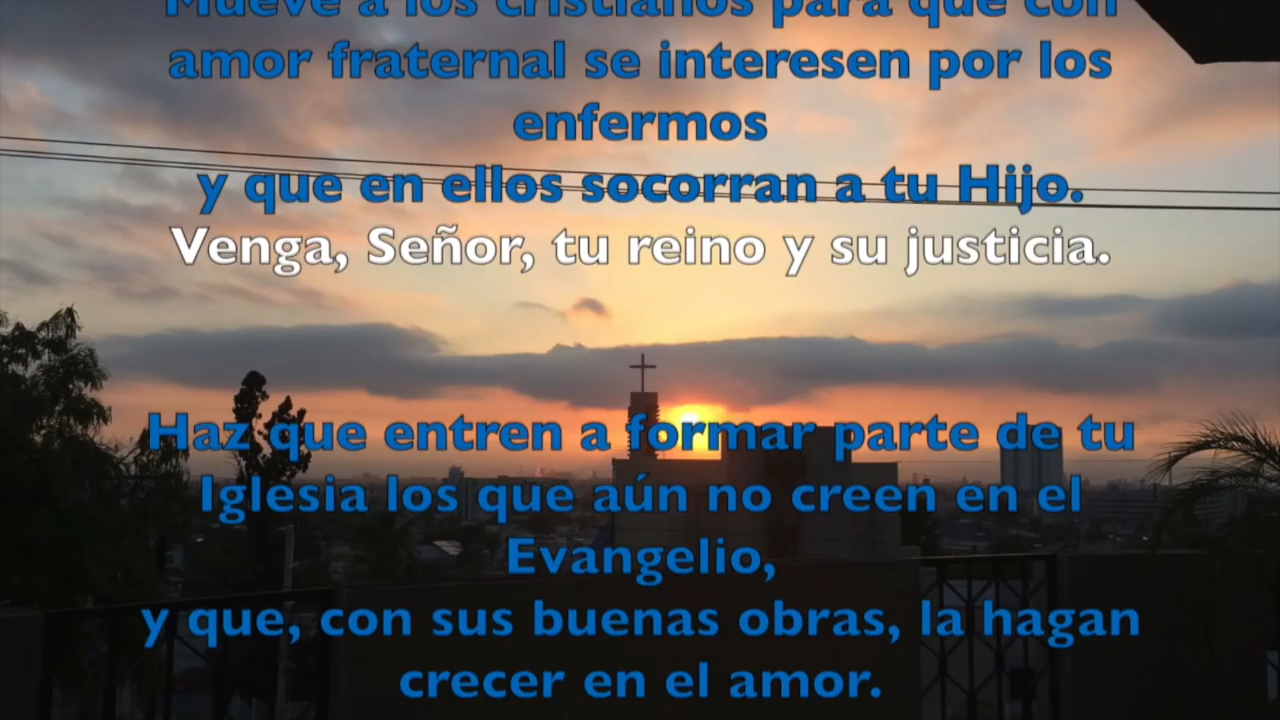 Mueve a los cristianos para que con
amor fraternal se interesen por los
enfermos
y que en ellos socorran a tu Hijo.
Venga, Señor, tu reino y su justicia.
Haz que entren a formar parte de tu
Iglesia los que aún no creen en el
Evangelio,
y que, con sus buenas obras, la hagan
crecer en el amor.